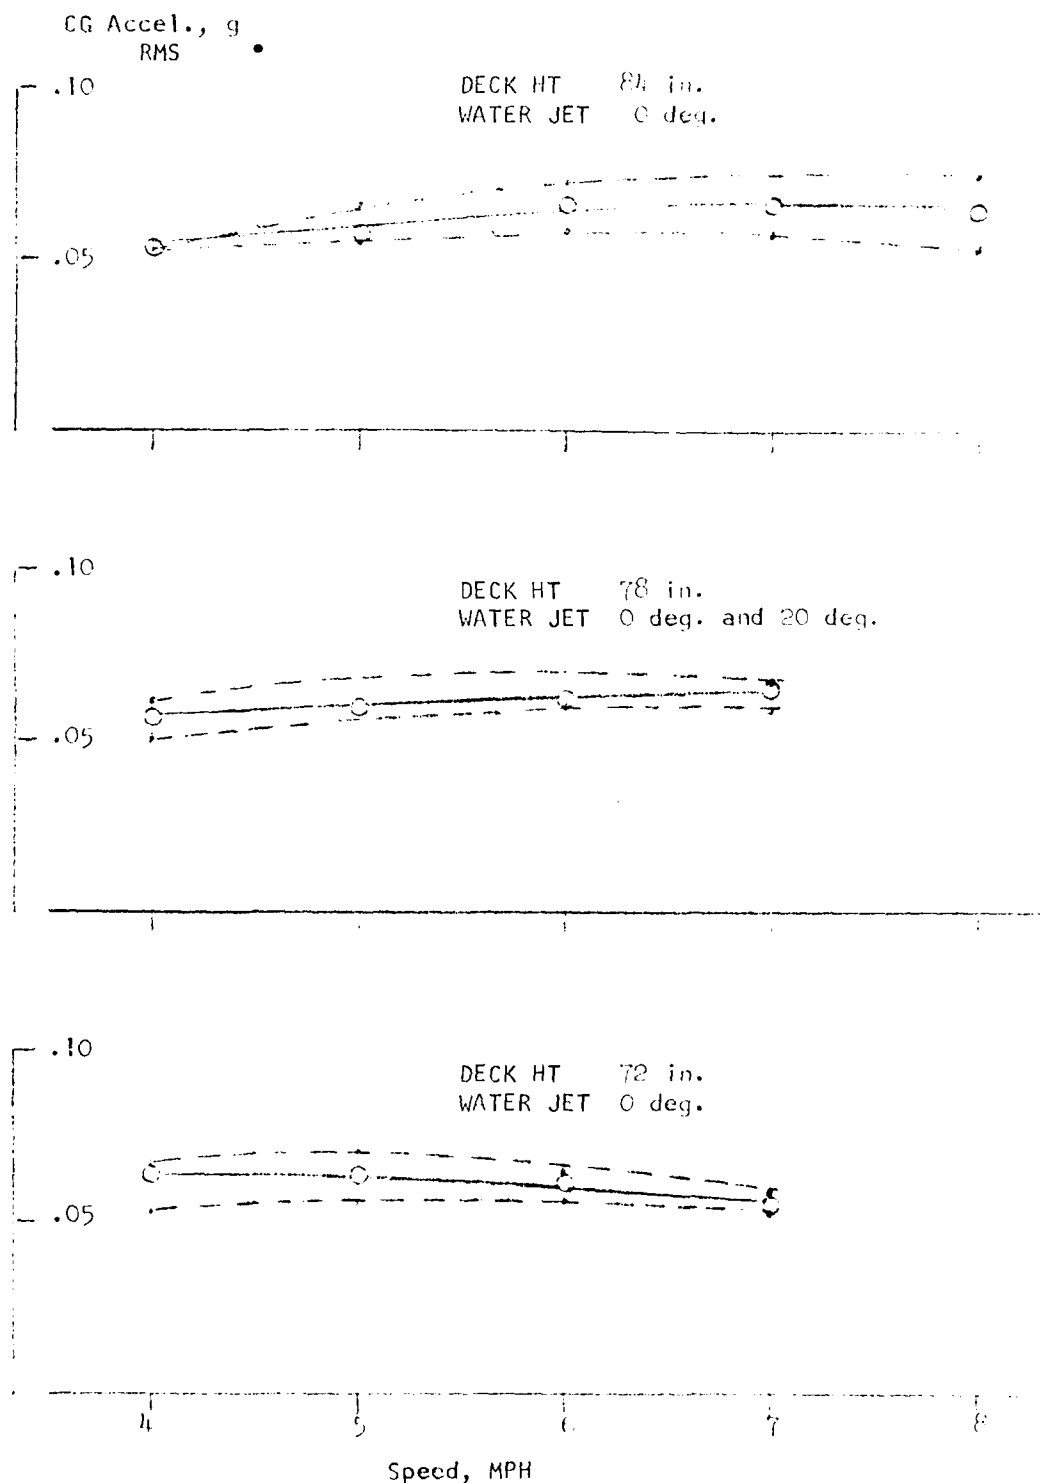 CG Accel., g
RMS
.10
DECK HT 84 in.
WATER JET 0 deg.
.05
.10
DECK HT 78 in.
WATER JET 0 deg. and 20 deg.
.05
.10
DECK HT 72 in.
WATER JET 0 deg.
.05
4 5 6 7 8
Speed, MPH